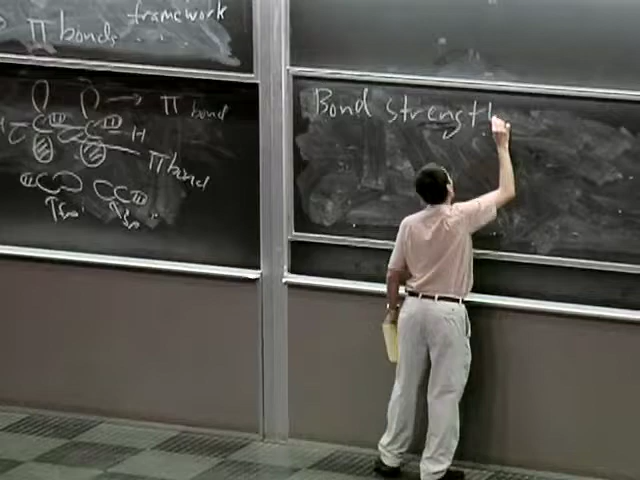 framework
π bonds . . .
π bond
H H
π bond
Bond strength